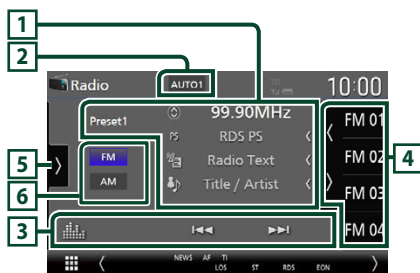 1
2
Radio AUTO1 10:00
Preset1 99.90MHz FM 01
PS RDS PS
5 FM Radio Text FM 02 4
6 AM Title / Artist FM 03
3 FM 04
NEWS AF TI
LOS ST RDS EON